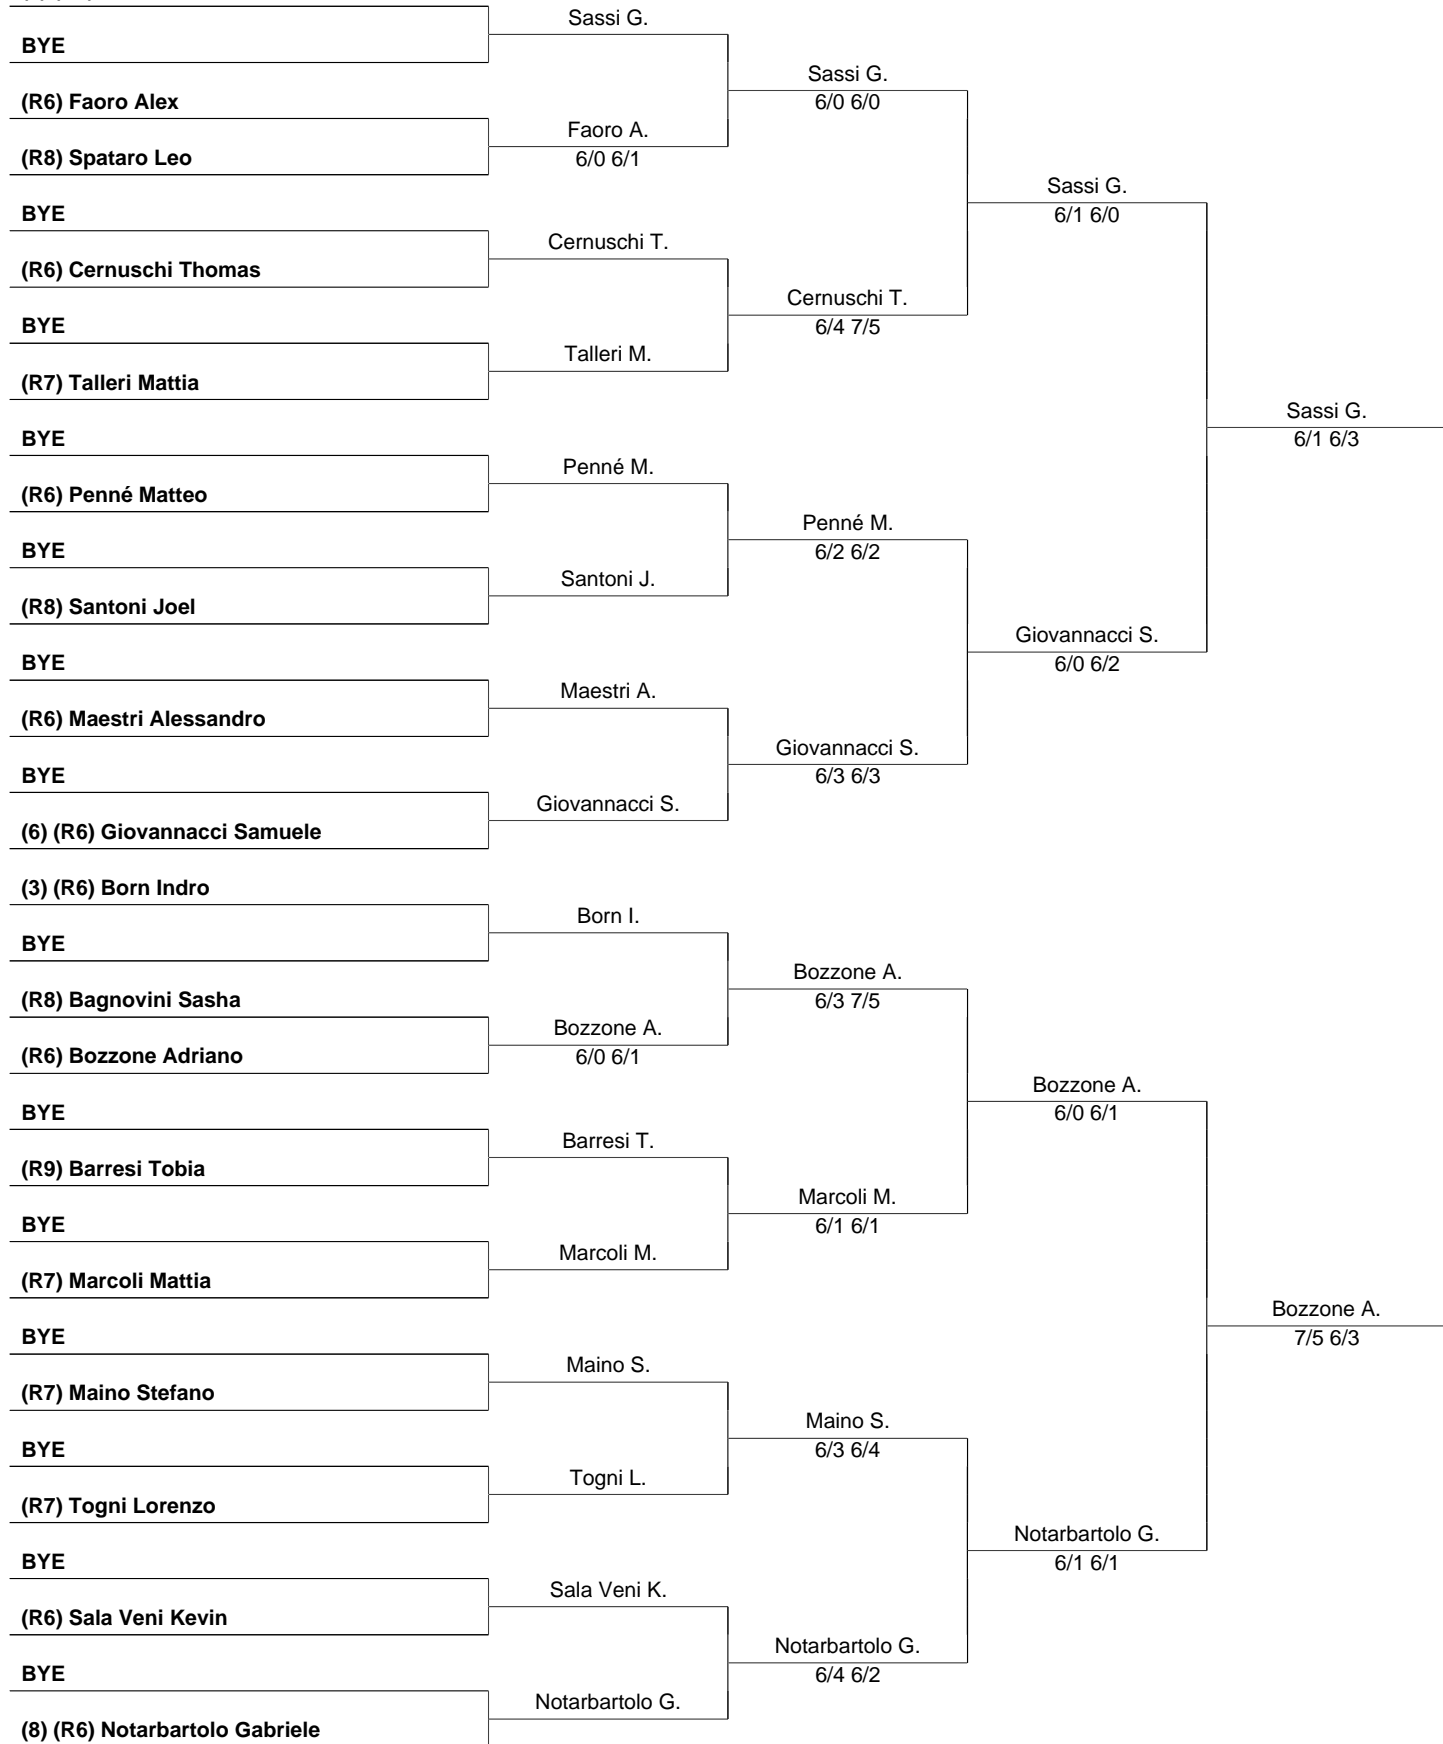 Sassi G.
BYE
Sassi G.
(R6) Faoro Alex
6/0 6/0
Faoro A.
(R8) Spataro Leo
6/0 6/1
Sassi G.
BYE
6/1 6/0
Cernuschi T.
(R6) Cernuschi Thomas
Cernuschi T.
BYE
6/4 7/5
Talleri M.
(R7) Talleri Mattia
Sassi G.
BYE
6/1 6/3
Penné M.
(R6) Penné Matteo
Penné M.
BYE
6/2 6/2
Santoni J.
(R8) Santoni Joel
Giovannacci S.
BYE
6/0 6/2
Maestri A.
(R6) Maestri Alessandro
Giovannacci S.
BYE
6/3 6/3
Giovannacci S.
(6) (R6) Giovannacci Samuele
(3) (R6) Born Indro
Born I.
BYE
Bozzone A.
(R8) Bagnovini Sasha
6/3 7/5
Bozzone A.
(R6) Bozzone Adriano
6/0 6/1
Bozzone A.
BYE
6/0 6/1
Barresi T.
(R9) Barresi Tobia
Marcoli M.
BYE
6/1 6/1
Marcoli M.
(R7) Marcoli Mattia
Bozzone A.
BYE
7/5 6/3
Maino S.
(R7) Maino Stefano
Maino S.
BYE
6/3 6/4
Togni L.
(R7) Togni Lorenzo
Notarbartolo G.
BYE
6/1 6/1
Sala Veni K.
(R6) Sala Veni Kevin
Notarbartolo G.
BYE
6/4 6/2
Notarbartolo G.
(8) (R6) Notarbartolo Gabriele